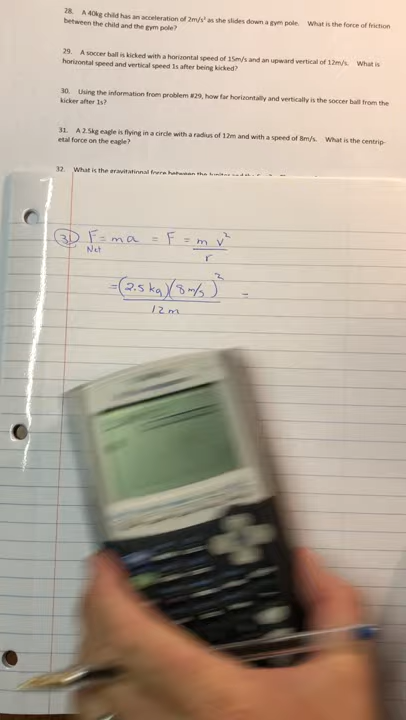 28. A 40kg child has an acceleration of 2m/s² as she slides down a gym pole. What is the force of friction
between the child and the gym pole?
29. A soccer ball is kicked with a horizontal speed of 15m/s and an upward vertical of 12m/s. What is
horizontal speed and vertical speed 1s after being kicked?
30. Using the information from problem #29, how far horizontally and vertically is the soccer ball from the
kicker after 1s?
31. A 2.5kg eagle is flying in a circle with a radius of 12m and with a speed of 8m/s. What is the centrip-
etal force on the eagle?
32. What is the gravitational force between the
31 F = ma = F = m v²
Net r
= (2.5 kg)(8 m/s)² =
12 m